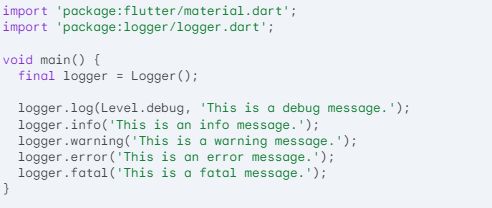 import 'package:flutter/material.dart';
import 'package:logger/logger.dart';
void main() {
final logger = Logger();
logger.log(Level.debug, 'This is a debug message.');
logger.info('This is an info message.');
logger.warning('This is a warning message.');
logger.error('This is an error message.');
logger.fatal('This is a fatal message.');
}